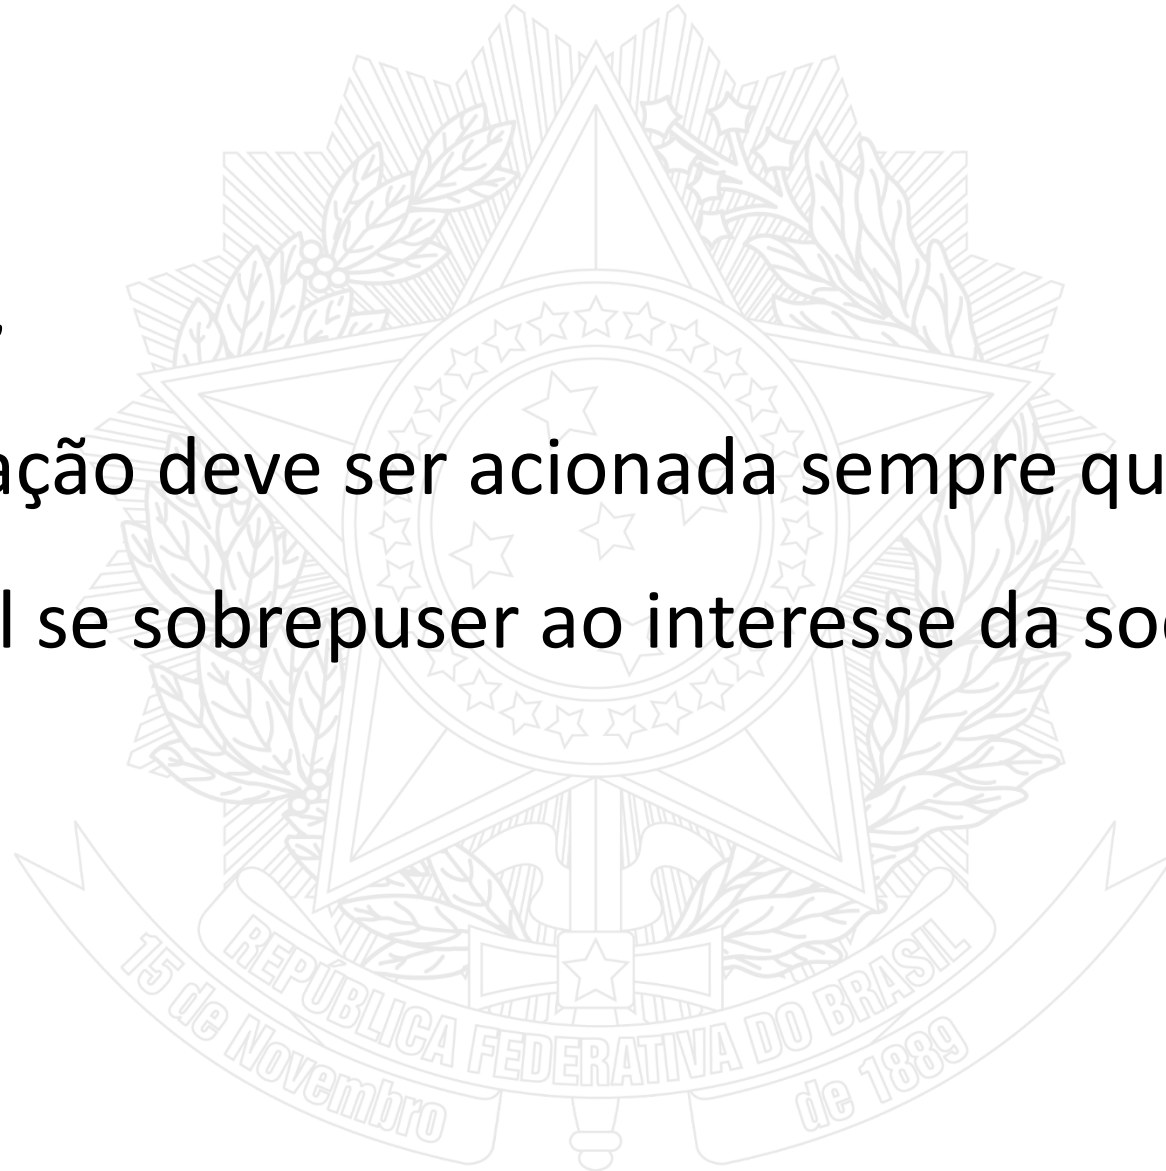 ,
ação deve ser acionada sempre qu
l se sobrepuser ao interesse da so
REPÚBLICA FEDERATIVA DO BRASIL
15 de Novembro de 1889